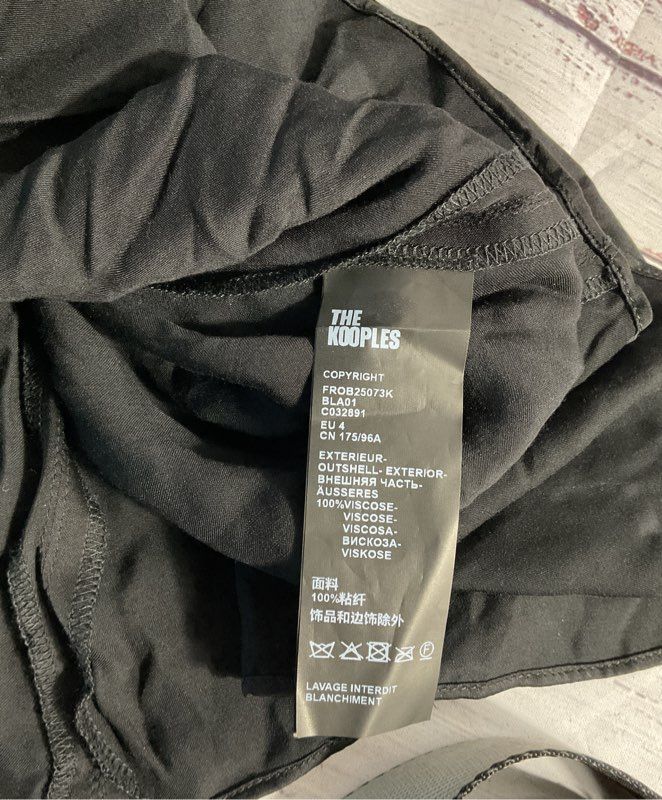 THE
KOOPLES
COPYRIGHT
FROB25073K
BLA01
C032891
EU 4
CN 175/96A
EXTERIEUR-
OUTSHELL- EXTERIOR-
ВНЕШНЯЯ ЧАСТЬ-
ÄUSSERES
100%VISCOSE-
VISCOSE-
VISCOSA-
ВИСКОЗА-
VISKOSE
面料
100%粘纤
饰品和边饰除外
F
LAVAGE INTERDIT
BLANCHIMENT